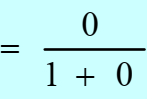 = 0 / (1 + 0)